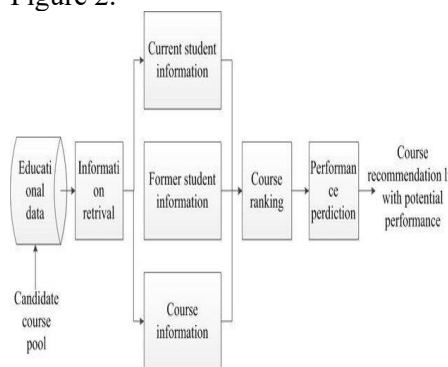 Figure 2.
Current student
information
Educati
onal
data
Informati
on
retrival
Former student
information
Course
ranking
Performan
ce
perdiction
Course
recommendation l
with potential
performance
Candidate
course
pool
Course
information